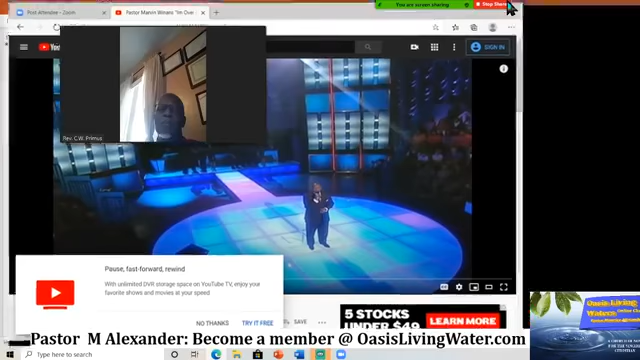 Post Attendee - Zoom
Pastor Marvin Winans "Im Over
You are screen sharing
Stop Share
SIGN IN
Rev. C.W. Primus
Pause, fast-forward, rewind
With unlimited DVR storage space on YouTube TV, enjoy your
favorite shows and movies at your speed
NO THANKS
TRY IT FREE
5 STOCKS
UNDER $49
LEARN MORE
Oasis Living
Waters
Pastor M Alexander: Become a member @ OasisLivingWater.com
Type here to search